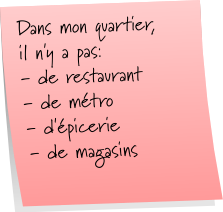 Dans mon quartier,
il n'y a pas:
- de restaurant
- de métro
- d'épicerie
- de magasins